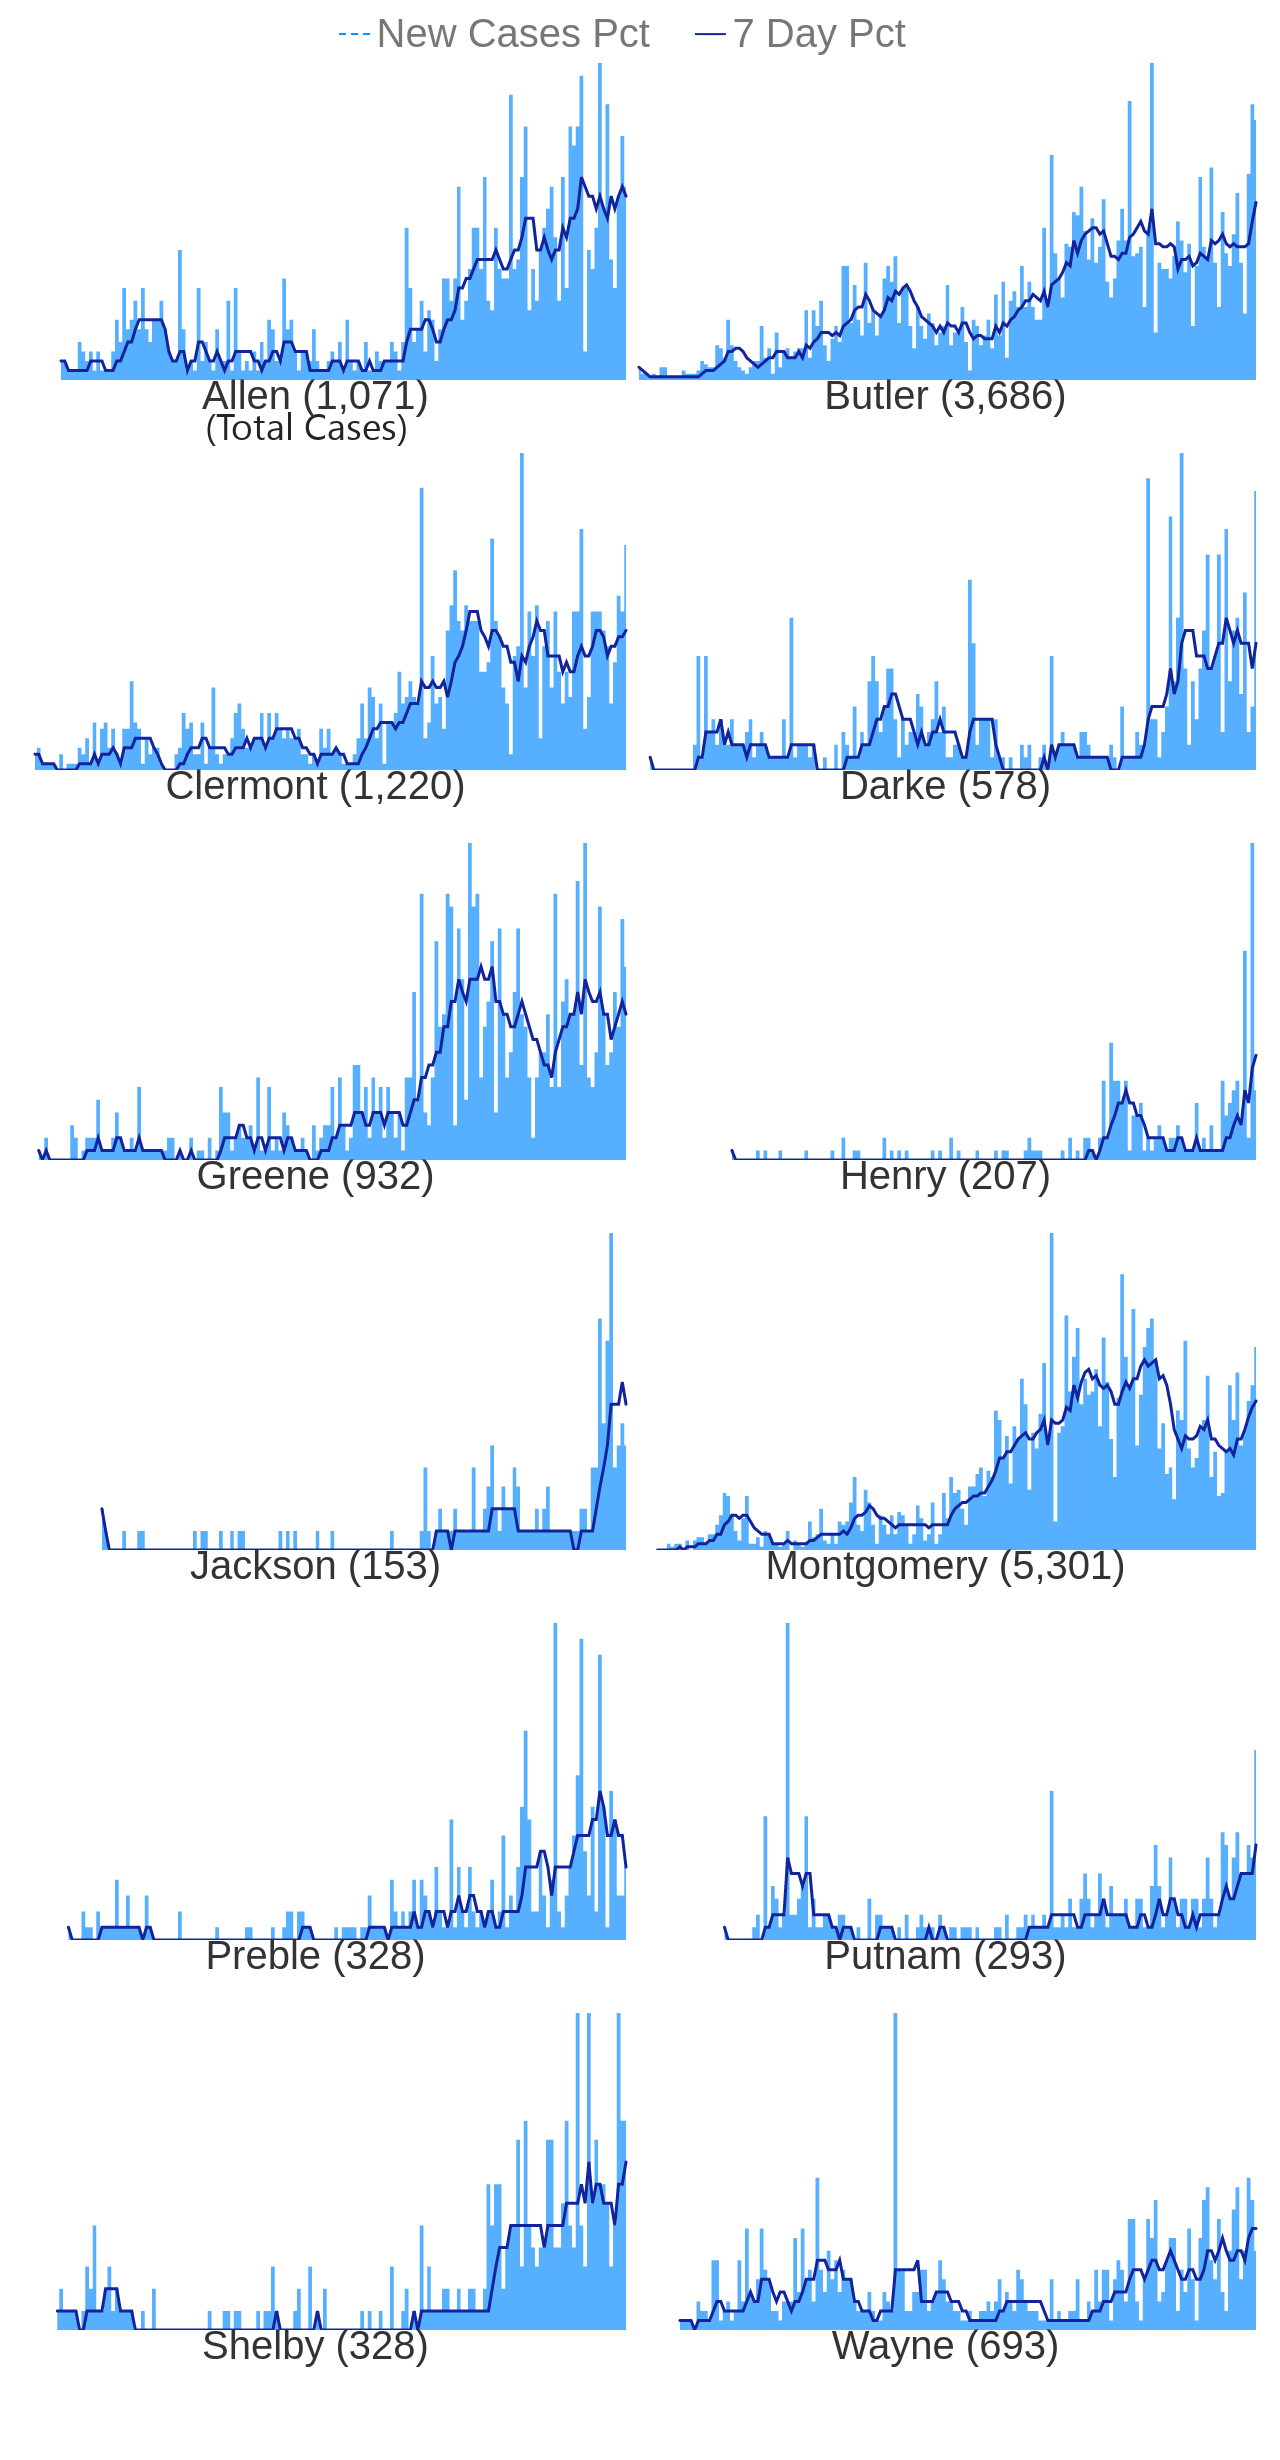 New Cases Pct 7 Day Pct
Allen (1,071) Butler (3,686)
(Total Cases)
Clermont (1,220) Darke (578)
Greene (932) Henry (207)
Jackson (153) Montgomery (5,301)
Preble (328) Putnam (293)
Shelby (328) Wayne (693)